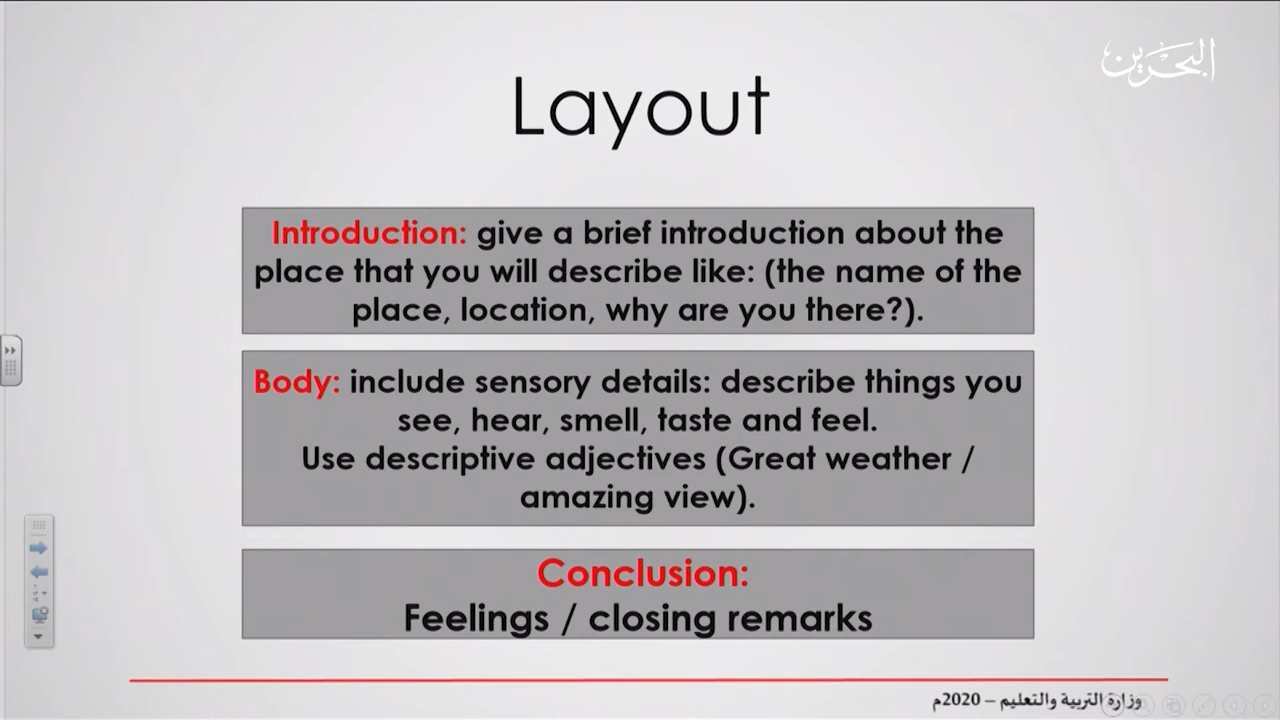 البحرين
Layout
Introduction: give a brief introduction about the
place that you will describe like: (the name of the
place, location, why are you there?).
Body: include sensory details: describe things you
see, hear, smell, taste and feel.
Use descriptive adjectives (Great weather /
amazing view).
Conclusion:
Feelings / closing remarks
وزارة التربية والتعليم – 2020م